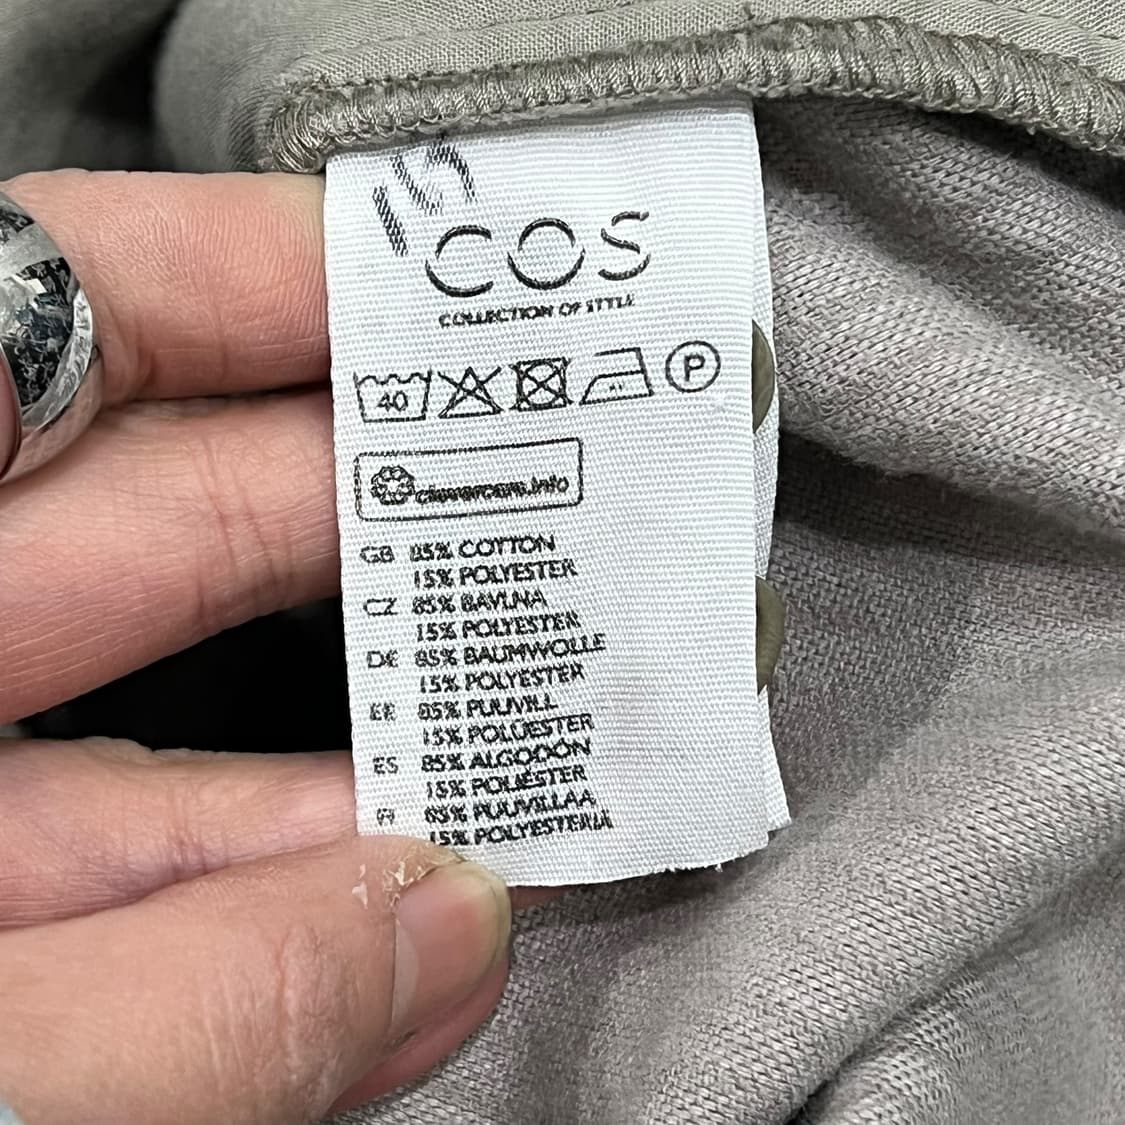 COS
COLLECTION OF STYLE
40 P
clevercare.info
GB 85% COTTON
15% POLYESTER
CZ 85% BAVLNA
15% POLYESTER
DE 85% BAUMWOLLE
15% POLYESTER
EE 85% PUUVILL
15% POLÜESTER
ES 85% ALGODÓN
15% POLIÉSTER
FI 85% PUUVILLAA
15% POLYESTERIA